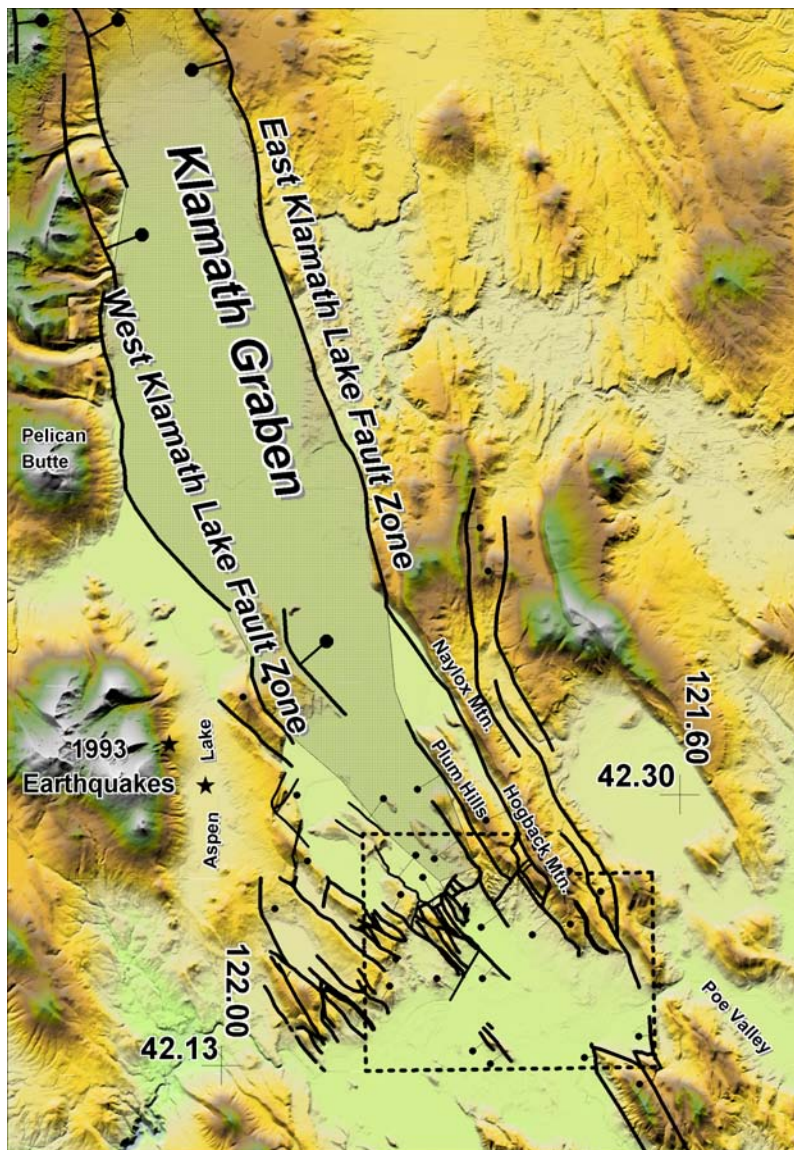 East Klamath Lake Fault Zone
Klamath Graben
West Klamath Lake Fault Zone
Pelican
Butte
Naylox Mtn.
121.60
42.30
1993
Earthquakes
Aspen Lake
Plum Hills
Hogback Mtn.
122.00
42.13
Poe Valley